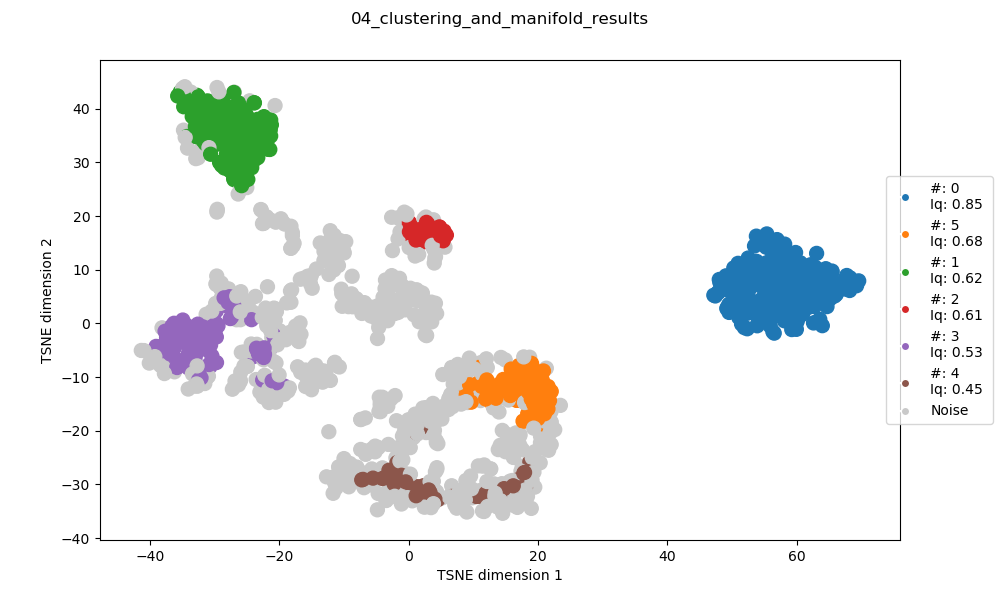 04_clustering_and_manifold_results
TSNE dimension 2
40
30
20
10
0
−10
−20
−30
−40
−40
−20
0
20
40
60
TSNE dimension 1
#: 0
Iq: 0.85
#: 5
Iq: 0.68
#: 1
Iq: 0.62
#: 2
Iq: 0.61
#: 3
Iq: 0.53
#: 4
Iq: 0.45
Noise